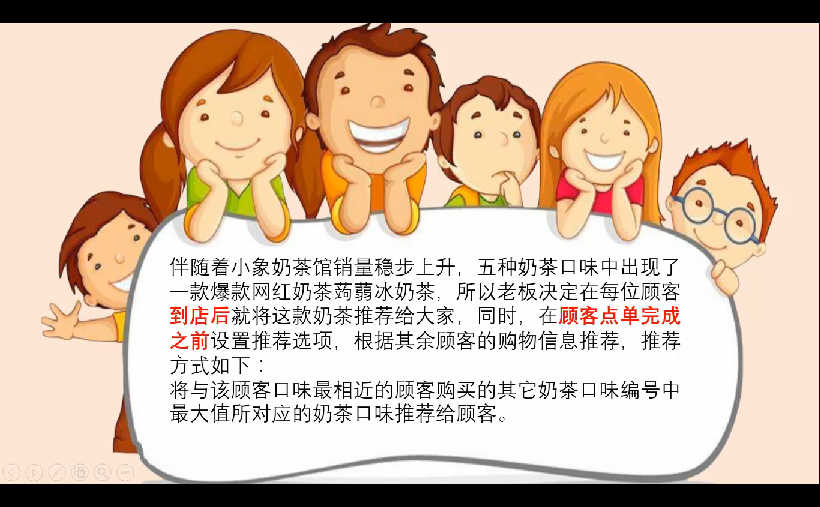 伴随着小象奶茶馆销量稳步上升，五种奶茶口味中出现了
一款爆款网红奶茶蒟蒻冰奶茶，所以老板决定在每位顾客
到店后就将这款奶茶推荐给大家，同时，在顾客点单完成
之前设置推荐选项，根据其余顾客的购物信息推荐，推荐
方式如下：
将与该顾客口味最相近的顾客购买的其它奶茶口味编号中
最大值所对应的奶茶口味推荐给顾客。